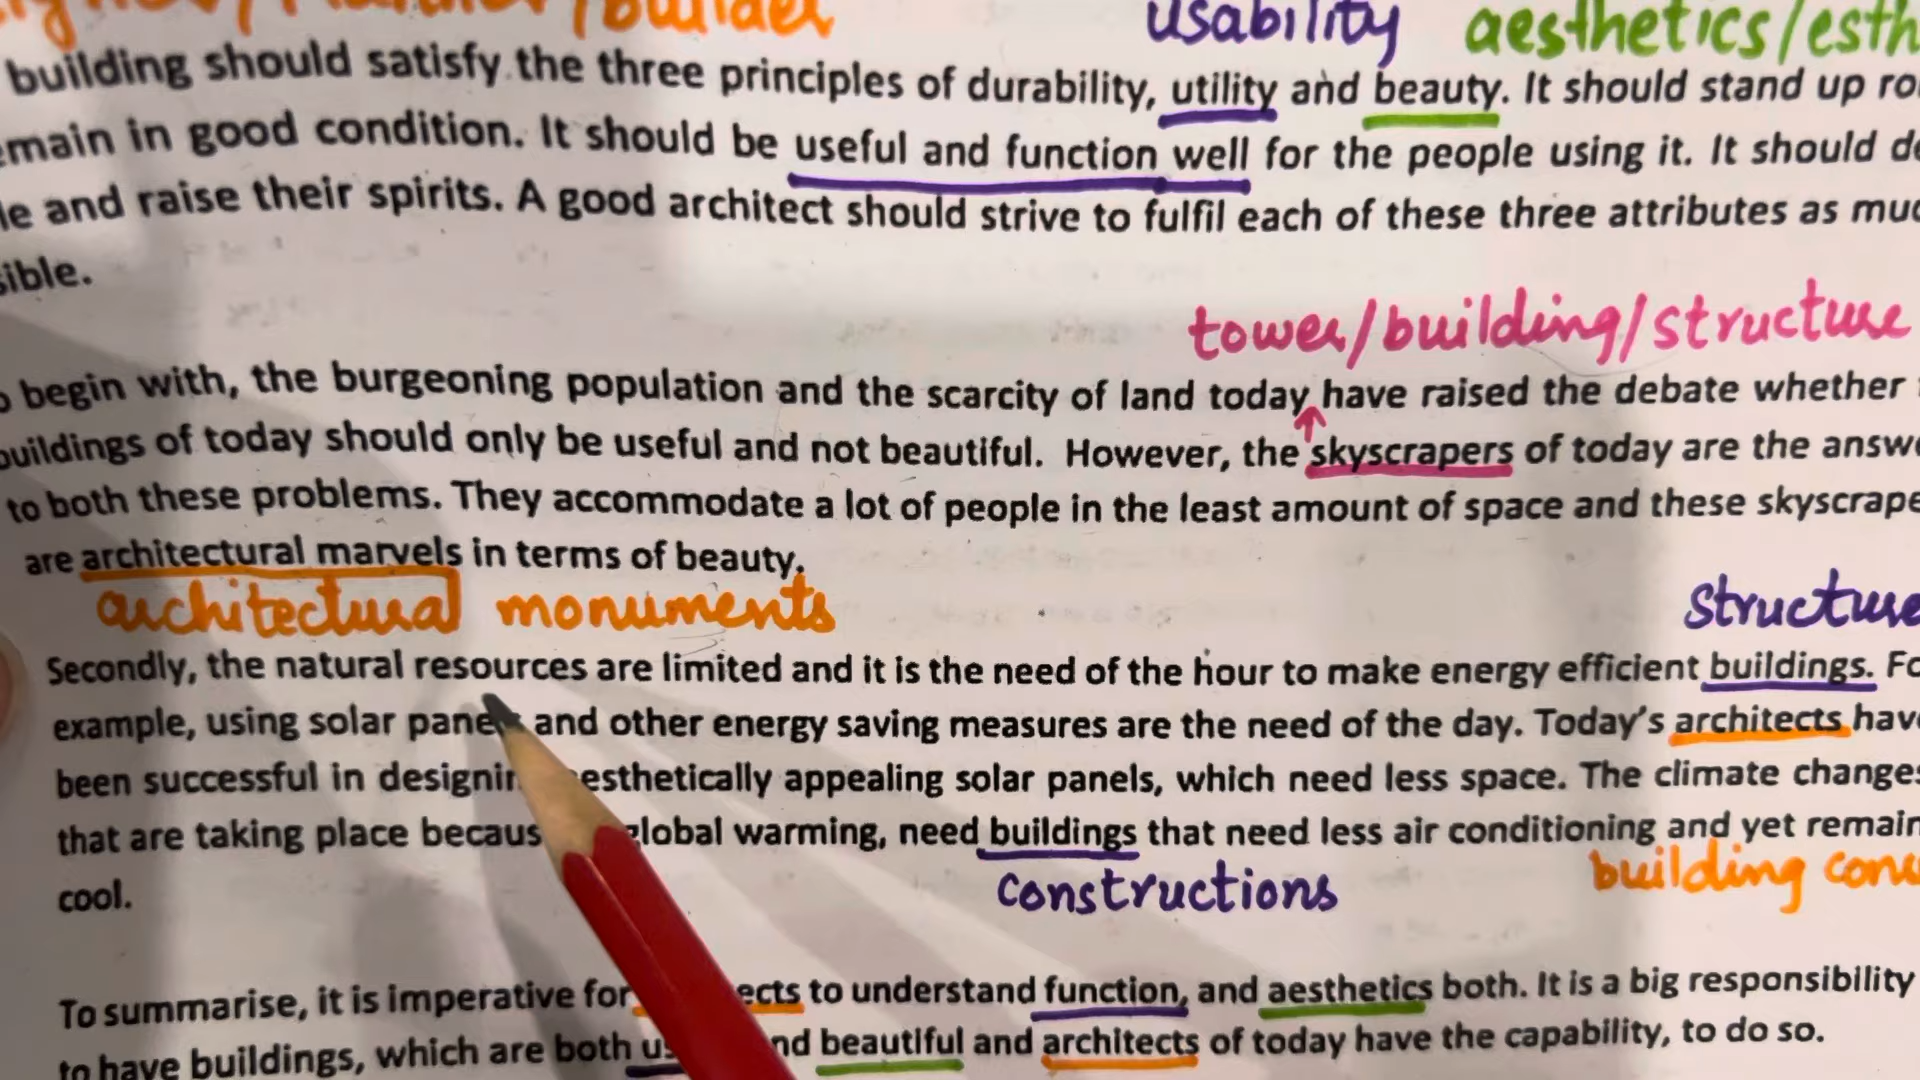 /builder usability aesthetics/esth
building should satisfy the three principles of durability, utility and beauty. It should stand up
main in good condition. It should be useful and function well for the people using it. It should
and raise their spirits. A good architect should strive to fulfil each of these three attributes as
sible.
tower/building/structure
begin with, the burgeoning population and the scarcity of land today have raised the debate whether
buildings of today should only be useful and not beautiful. However, the skyscrapers of today are the answ
to both these problems. They accommodate a lot of people in the least amount of space and these skyscrape
are architectural marvels in terms of beauty.
architectural monuments structure
Secondly, the natural resources are limited and it is the need of the hour to make energy efficient buildings. Fo
example, using solar pane and other energy saving measures are the need of the day. Today's architects have
been successful in designin esthetically appealing solar panels, which need less space. The climate changes
that are taking place becaus global warming, need buildings that need less air conditioning and yet remain
cool. constructions building
To summarise, it is imperative for ects to understand function, and aesthetics both. It is a big responsibility
to have buildings, which are both nd beautiful and architects of today have the capability, to do so.